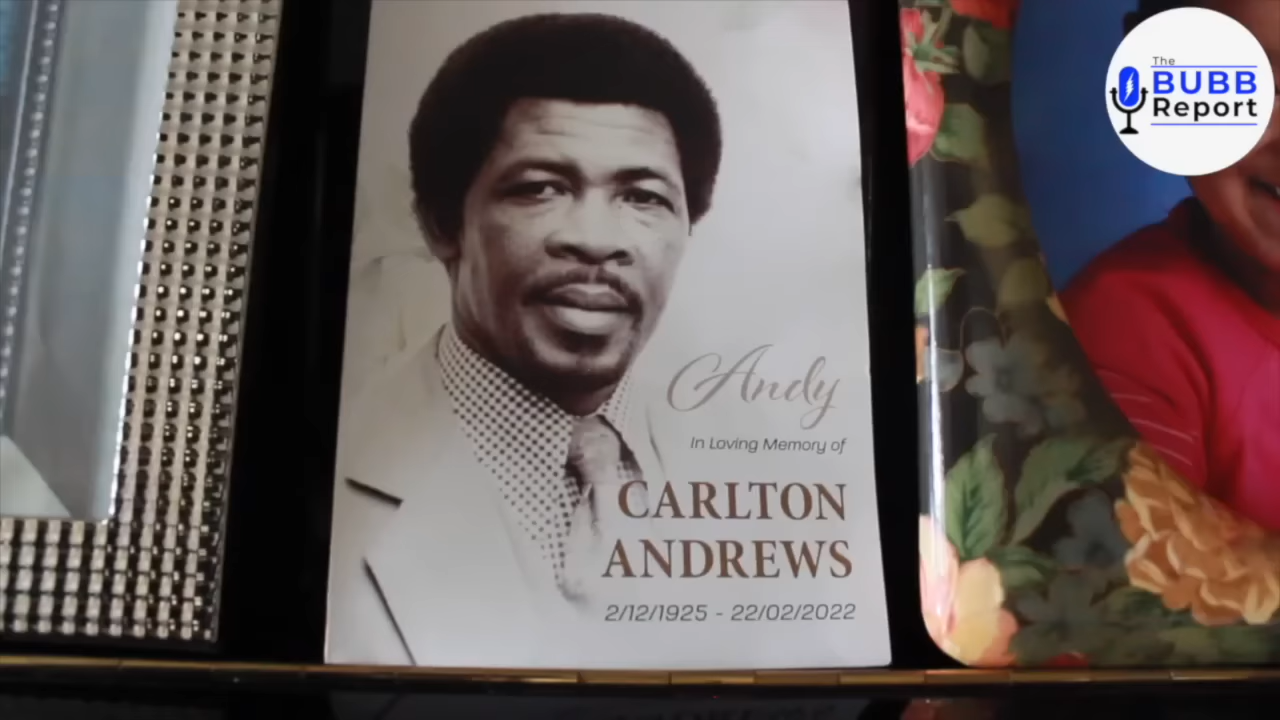 The
BUBB
Report
Andy
In Loving Memory of
CARLTON
ANDREWS
2/12/1925 - 22/02/2022